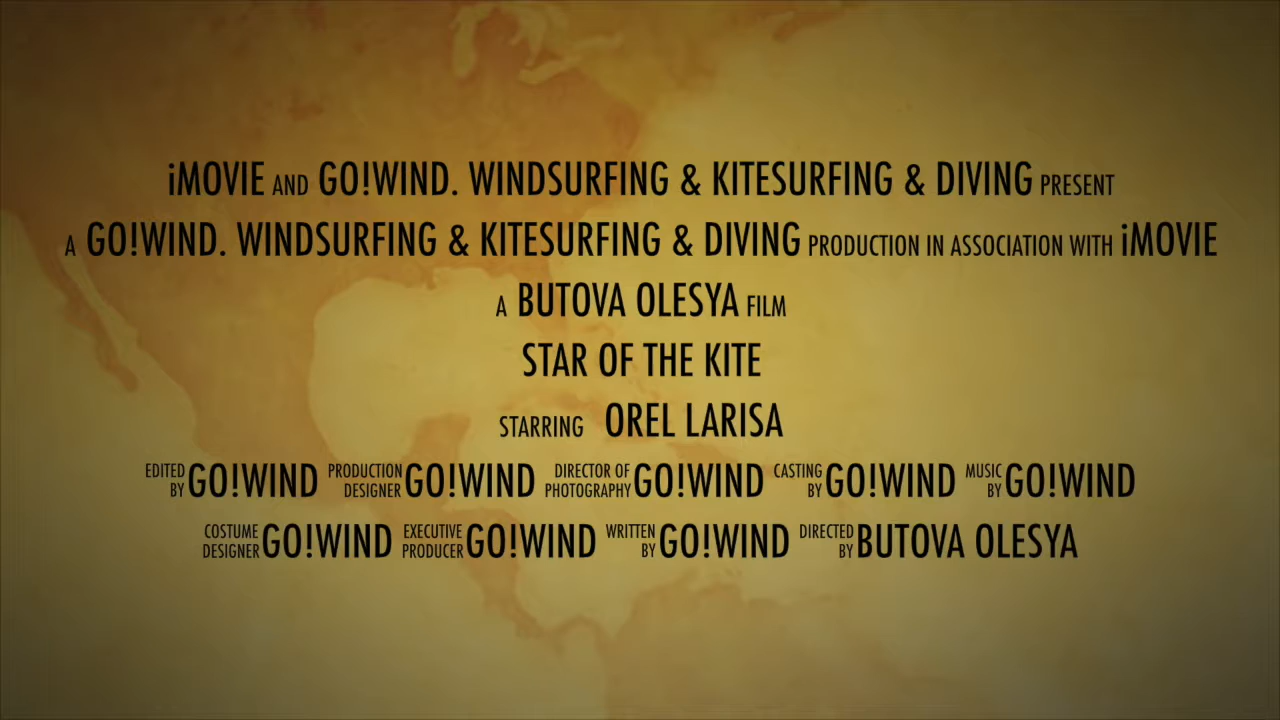 iMOVIE AND GO!WIND. WINDSURFING & KITESURFING & DIVING PRESENT
A GO!WIND. WINDSURFING & KITESURFING & DIVING PRODUCTION IN ASSOCIATION WITH iMOVIE
A BUTOVA OLESYA FILM
STAR OF THE KITE
STARRING OREL LARISA
EDITED BY GO!WIND PRODUCTION DESIGNER GO!WIND DIRECTOR OF PHOTOGRAPHY GO!WIND CASTING BY GO!WIND MUSIC BY GO!WIND
COSTUME DESIGNER GO!WIND EXECUTIVE PRODUCER GO!WIND WRITTEN BY GO!WIND DIRECTED BY BUTOVA OLESYA